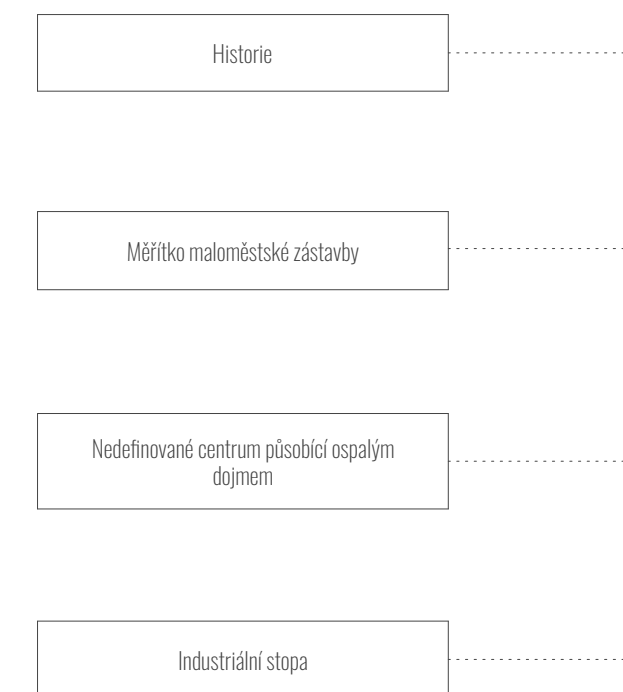 Historie
Měřítko maloměstské zástavby
Nedefinované centrum působící ospalým
dojmem
Industriální stopa